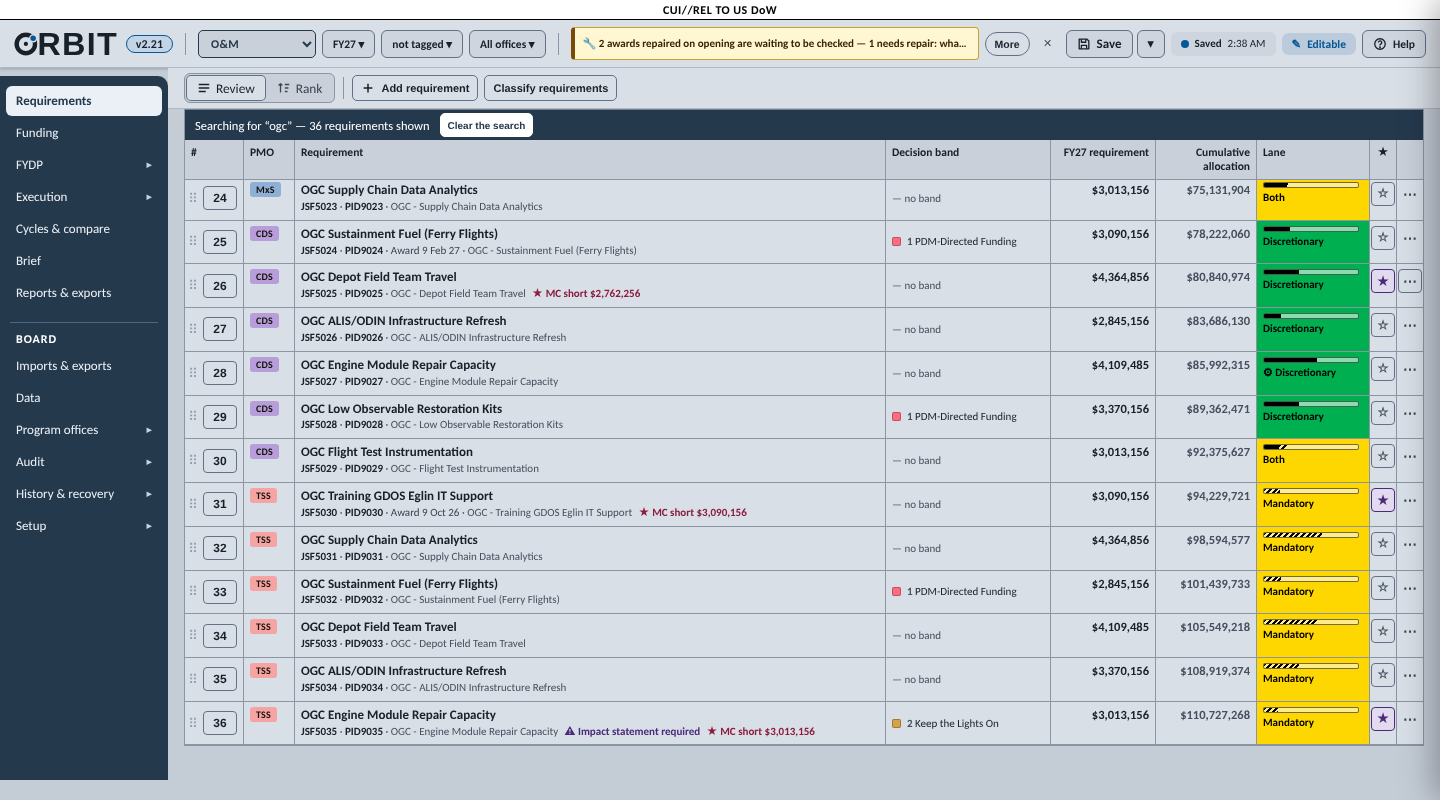 CUI//REL TO US DoW
ORBIT v2.21 O&M FY27 ▾ not tagged ▾ All offices ▾ 🔧 2 awards repaired on opening are waiting to be checked — 1 needs repair: wha... More × Save ▾ Saved 2:38 AM ✎ Editable Help
Review Rank + Add requirement Classify requirements
Requirements
Funding
FYDP ▸
Execution ▸
Cycles & compare
Brief
Reports & exports
BOARD
Imports & exports
Data
Program offices ▸
Audit ▸
History & recovery ▸
Setup ▸
Searching for “ogc” — 36 requirements shown Clear the search
# PMO Requirement Decision band FY27 requirement Cumulative allocation Lane ★
24 MxS OGC Supply Chain Data Analytics — no band $3,013,156 $75,131,904 Both ☆ ⋯
JSF5023 · PID9023 · OGC - Supply Chain Data Analytics
25 CDS OGC Sustainment Fuel (Ferry Flights) 1 PDM-Directed Funding $3,090,156 $78,222,060 Discretionary ☆ ⋯
JSF5024 · PID9024 · Award 9 Feb 27 · OGC - Sustainment Fuel (Ferry Flights)
26 CDS OGC Depot Field Team Travel — no band $4,364,856 $80,840,974 Discretionary ★ ⋯
JSF5025 · PID9025 · OGC - Depot Field Team Travel ★ MC short $2,762,256
27 CDS OGC ALIS/ODIN Infrastructure Refresh — no band $2,845,156 $83,686,130 Discretionary ☆ ⋯
JSF5026 · PID9026 · OGC - ALIS/ODIN Infrastructure Refresh
28 CDS OGC Engine Module Repair Capacity — no band $4,109,485 $85,992,315 ⚙ Discretionary ☆ ⋯
JSF5027 · PID9027 · OGC - Engine Module Repair Capacity
29 CDS OGC Low Observable Restoration Kits 1 PDM-Directed Funding $3,370,156 $89,362,471 Discretionary ☆ ⋯
JSF5028 · PID9028 · OGC - Low Observable Restoration Kits
30 CDS OGC Flight Test Instrumentation — no band $3,013,156 $92,375,627 Both ☆ ⋯
JSF5029 · PID9029 · OGC - Flight Test Instrumentation
31 TSS OGC Training GDOS Eglin IT Support — no band $3,090,156 $94,229,721 Mandatory ★ ⋯
JSF5030 · PID9030 · Award 9 Oct 26 · OGC - Training GDOS Eglin IT Support ★ MC short $3,090,156
32 TSS OGC Supply Chain Data Analytics — no band $4,364,856 $98,594,577 Mandatory ☆ ⋯
JSF5031 · PID9031 · OGC - Supply Chain Data Analytics
33 TSS OGC Sustainment Fuel (Ferry Flights) 1 PDM-Directed Funding $2,845,156 $101,439,733 Mandatory ☆ ⋯
JSF5032 · PID9032 · OGC - Sustainment Fuel (Ferry Flights)
34 TSS OGC Depot Field Team Travel — no band $4,109,485 $105,549,218 Mandatory ☆ ⋯
JSF5033 · PID9033 · OGC - Depot Field Team Travel
35 TSS OGC ALIS/ODIN Infrastructure Refresh — no band $3,370,156 $108,919,374 Mandatory ☆ ⋯
JSF5034 · PID9034 · OGC - ALIS/ODIN Infrastructure Refresh
36 TSS OGC Engine Module Repair Capacity 2 Keep the Lights On $3,013,156 $110,727,268 Mandatory ★ ⋯
JSF5035 · PID9035 · OGC - Engine Module Repair Capacity ⚠ Impact statement required ★ MC short $3,013,156